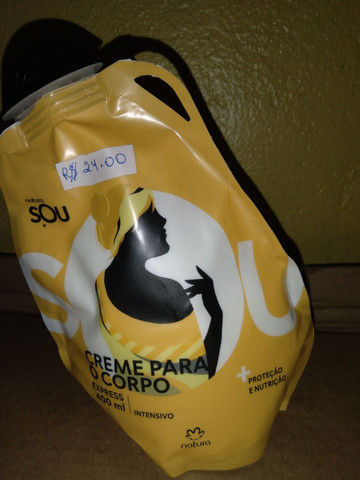 R$ 24.00
natura
SOU
SOU
CREME PARA
O CORPO
EXPRESS
400 ml
INTENSIVO
+ PROTEÇÃO
E NUTRIÇÃO
natura